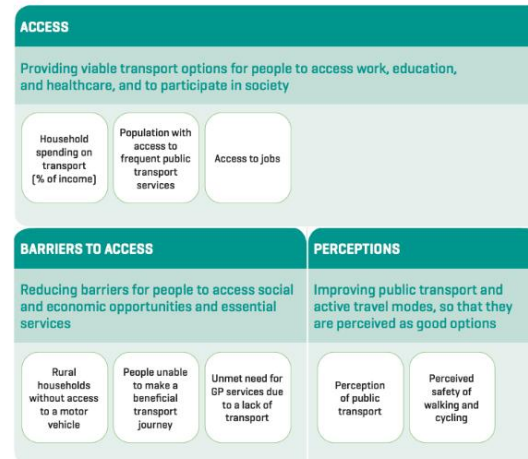 ACCESS
Providing viable transport options for people to access work, education,
and healthcare, and to participate in society
Household
spending on
transport
(% of income)
Population with
access to
frequent public
transport
services
Access to jobs
BARRIERS TO ACCESS
Reducing barriers for people to access social
and economic opportunities and essential
services
Rural
households
without access
to a motor
vehicle
People unable
to make a
beneficial
transport
journey
Unmet need for
GP services due
to a lack of
transport
PERCEPTIONS
Improving public transport and
active travel modes, so that they
are perceived as good options
Perception
of public
transport
Perceived
safety of
walking and
cycling